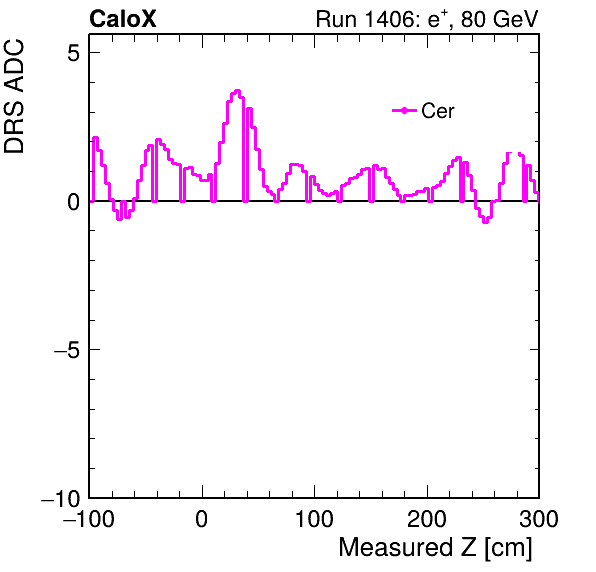 CaloX
Run 1406: e+, 80 GeV
DRS ADC
5
Cer
0
−5
−10
−100 0 100 200 300
Measured Z [cm]